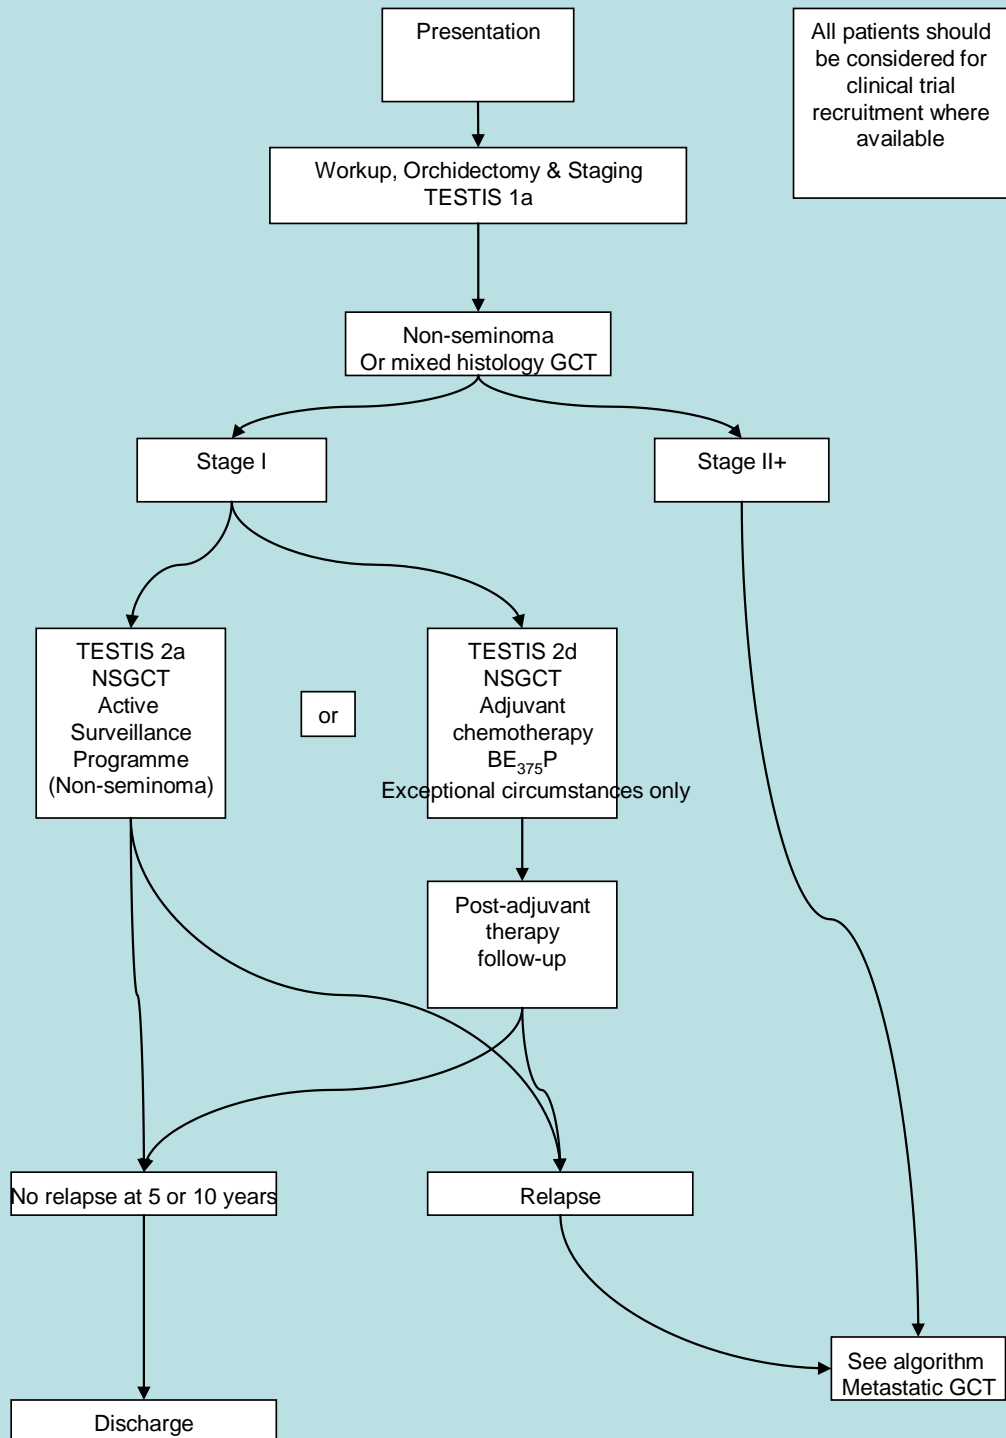 Presentation
All patients should
be considered for
clinical trial
recruitment where
available
Workup, Orchidectomy & Staging
TESTIS 1a
Non-seminoma
Or mixed histology GCT
Stage I
Stage II+
TESTIS 2a
NSGCT
Active
Surveillance
Programme
(Non-seminoma)
or
TESTIS 2d
NSGCT
Adjuvant
chemotherapy
BE₃₇₅P
Exceptional circumstances only
Post-adjuvant
therapy
follow-up
No relapse at 5 or 10 years
Relapse
See algorithm
Metastatic GCT
Discharge